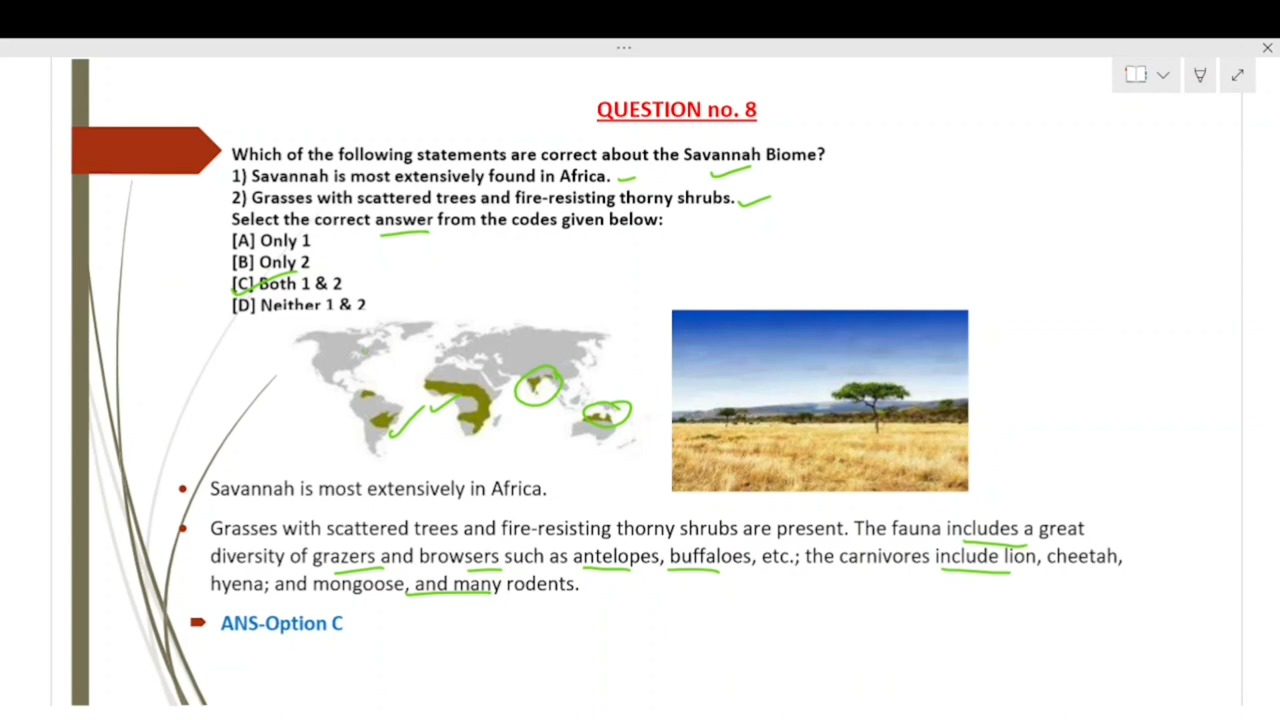 QUESTION no. 8
Which of the following statements are correct about the Savannah Biome?
1) Savannah is most extensively found in Africa.
2) Grasses with scattered trees and fire-resisting thorny shrubs.
Select the correct answer from the codes given below:
[A] Only 1
[B] Only 2
[C] Both 1 & 2
[D] Neither 1 & 2
Savannah is most extensively in Africa.
Grasses with scattered trees and fire-resisting thorny shrubs are present. The fauna includes a great
diversity of grazers and browsers such as antelopes, buffaloes, etc.; the carnivores include lion, cheetah,
hyena; and mongoose, and many rodents.
ANS-Option C